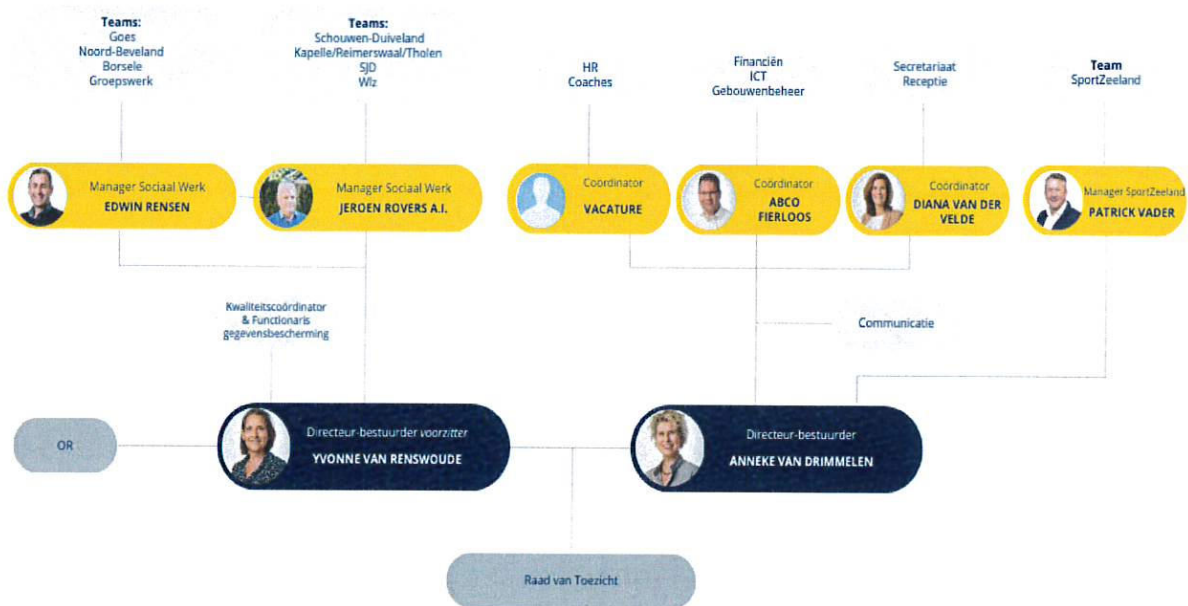 Teams:
Goes
Noord-Beveland
Borsele
Groepswerk
Teams:
Schouwen-Duiveland
Kapelle/Reimerswaal/Tholen
SJD
Wlz
HR
Coaches
Financiën
ICT
Gebouwenbeheer
Secretariaat
Receptie
Team
SportZeeland
Manager Sociaal Werk
EDWIN RENSEN
Manager Sociaal Werk
JEROEN ROVERS A.I.
Coördinator
VACATURE
Coördinator
ABCO
FIERLOOS
Coördinator
DIANA VAN DER
VELDE
Manager SportZeeland
PATRICK VADER
Kwaliteitscoördinator
& Functionaris
gegevensbescherming
Communicatie
OR
Directeur-bestuurder voorzitter
YVONNE VAN RENSWOUDE
Directeur-bestuurder
ANNEKE VAN DRIMMELEN
Raad van Toezicht